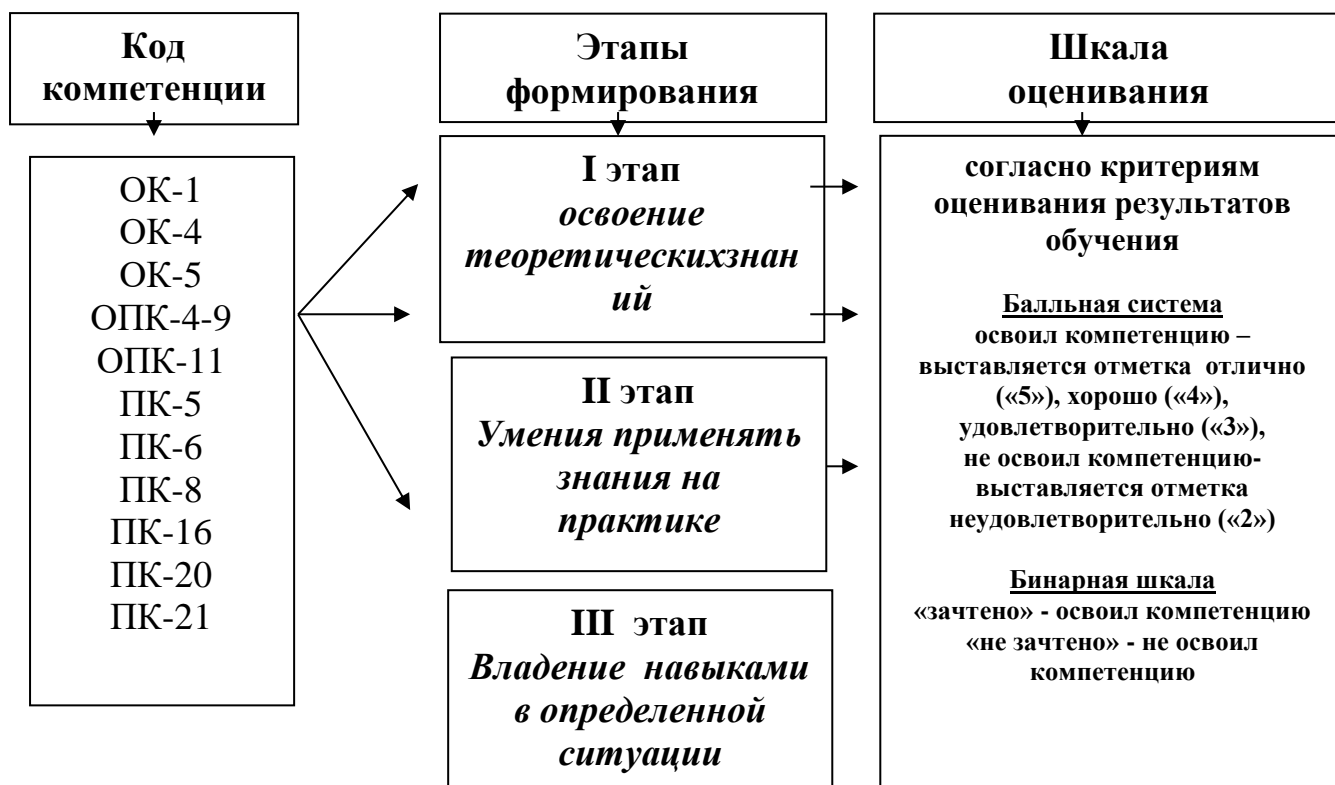 Код
компетенции
Этапы
формирования
Шкала
оценивания
ОК-1
ОК-4
ОК-5
ОПК-4-9
ОПК-11
ПК-5
ПК-6
ПК-8
ПК-16
ПК-20
ПК-21
I этап
освоение
теоретическихзнан
ий
II этап
Умения применять
знания на
практике
III этап
Владение навыками
в определенной
ситуации
согласно критериям
оценивания результатов
обучения
Балльная система
освоил компетенцию –
выставляется отметка отлично
(«5»), хорошо («4»),
удовлетворительно («3»),
не освоил компетенцию-
выставляется отметка
неудовлетворительно («2»)
Бинарная шкала
«зачтено» - освоил компетенцию
«не зачтено» - не освоил
компетенцию